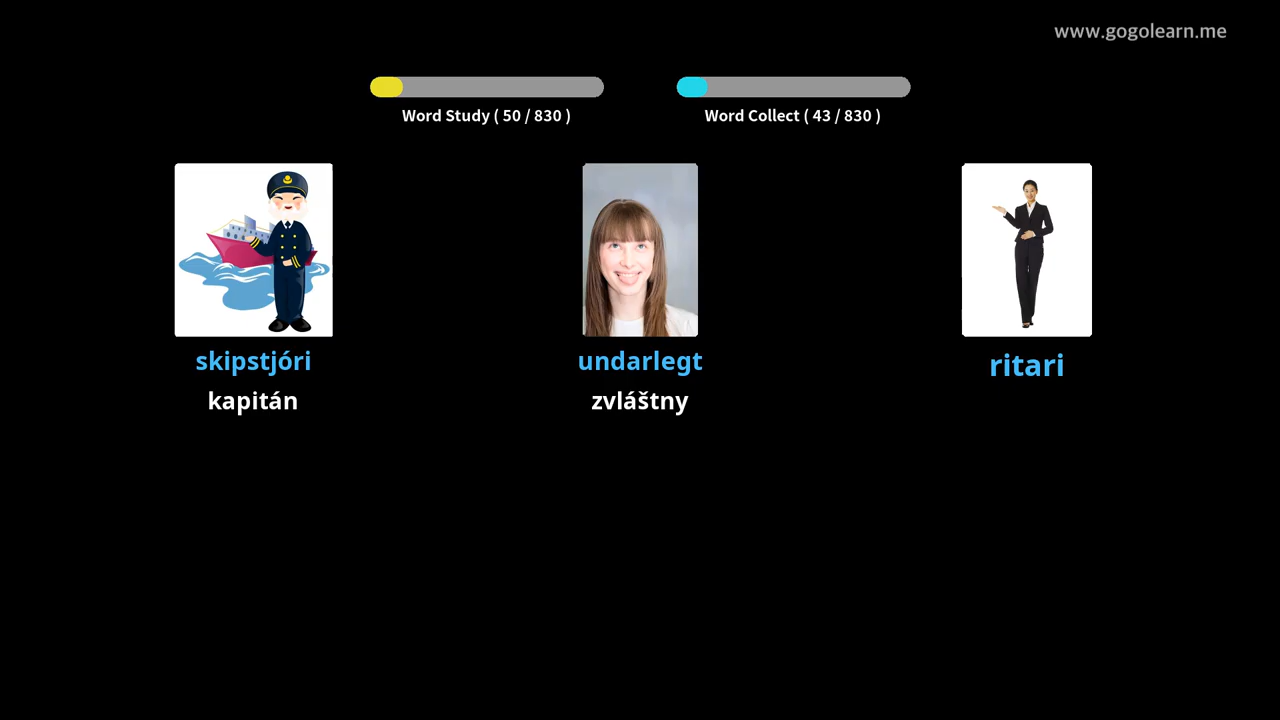 www.gogolearn.me
Word Study ( 50 / 830 )
Word Collect ( 43 / 830 )
skipstjóri
kapitán
undarlegt
zvláštny
ritari